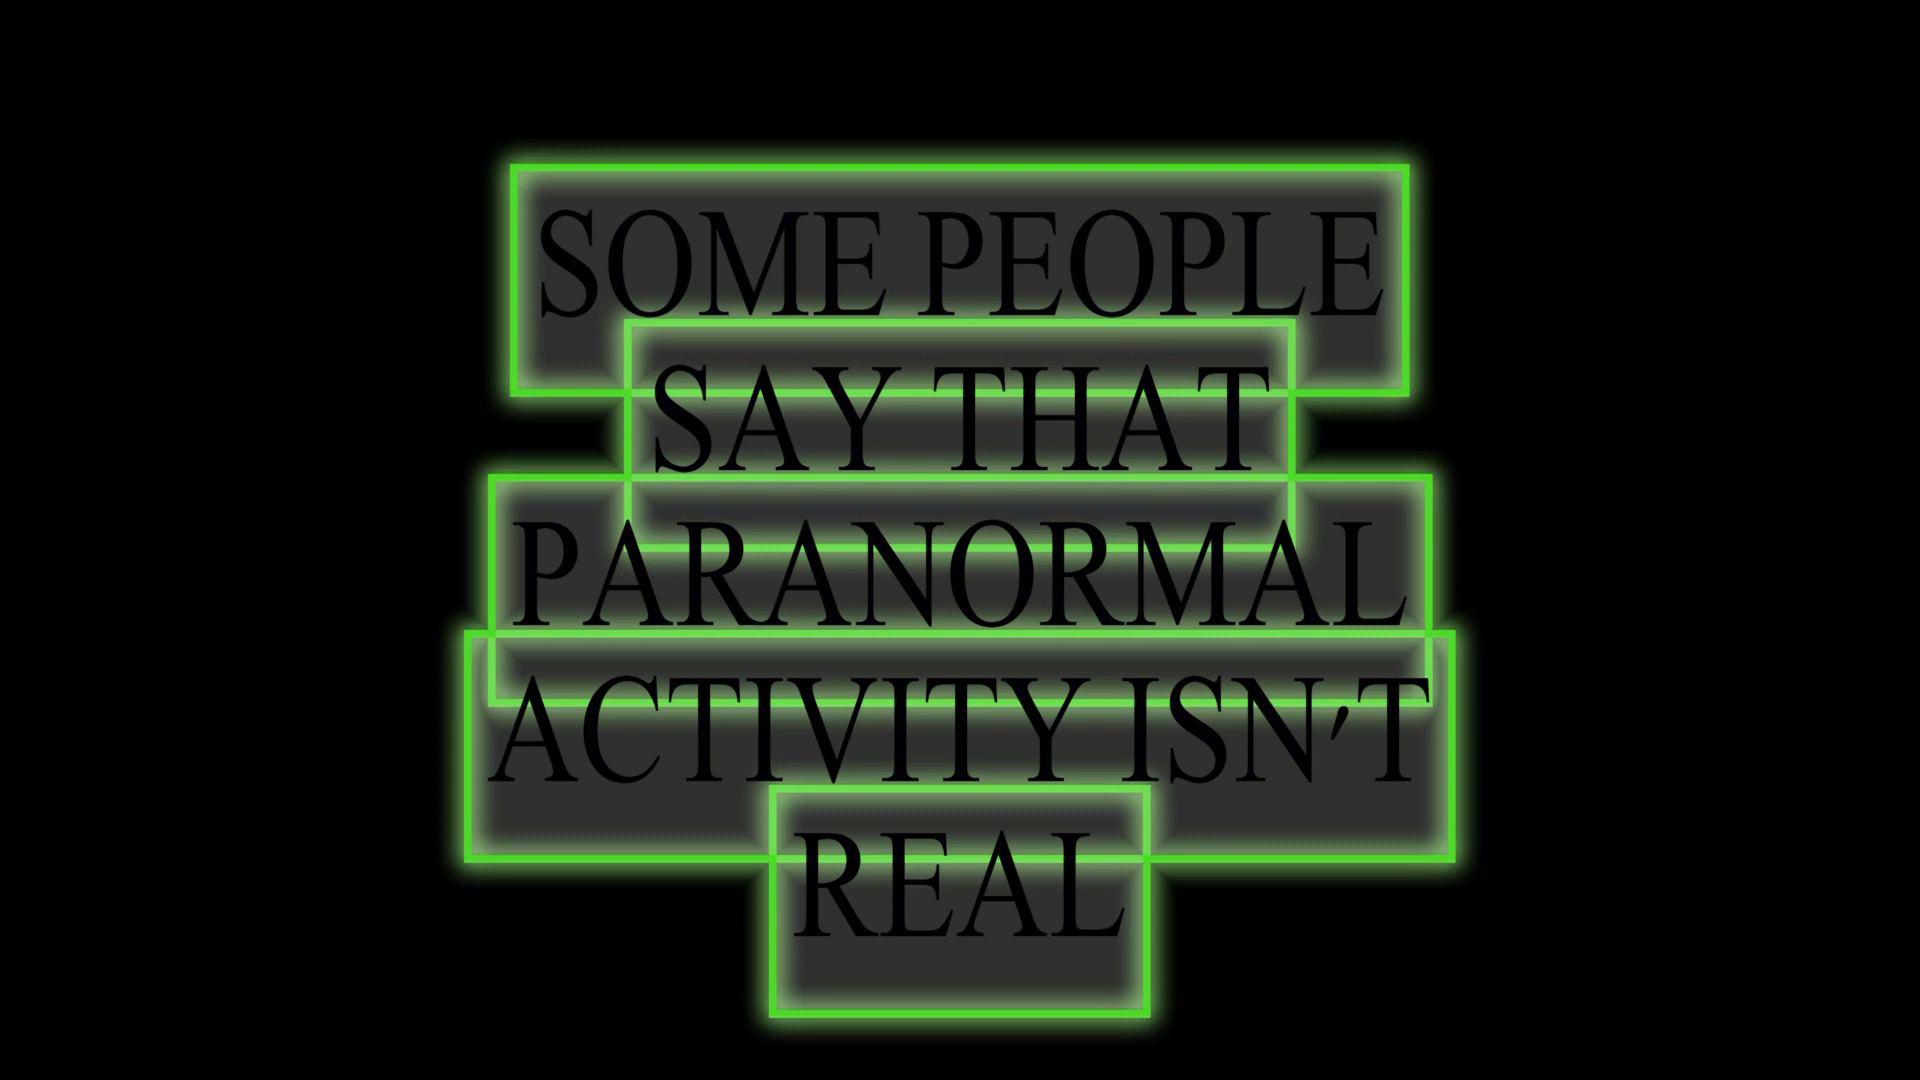 SOME PEOPLE
SAY THAT
PARANORMAL
ACTIVITY ISN'T
REAL